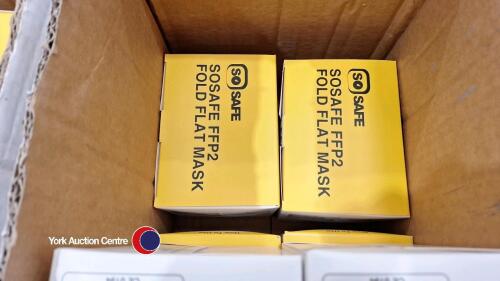 SO SAFE
SOSAFE FFP2
FOLD FLAT MASK
SO SAFE
SOSAFE FFP2
FOLD FLAT MASK
York Auction Centre